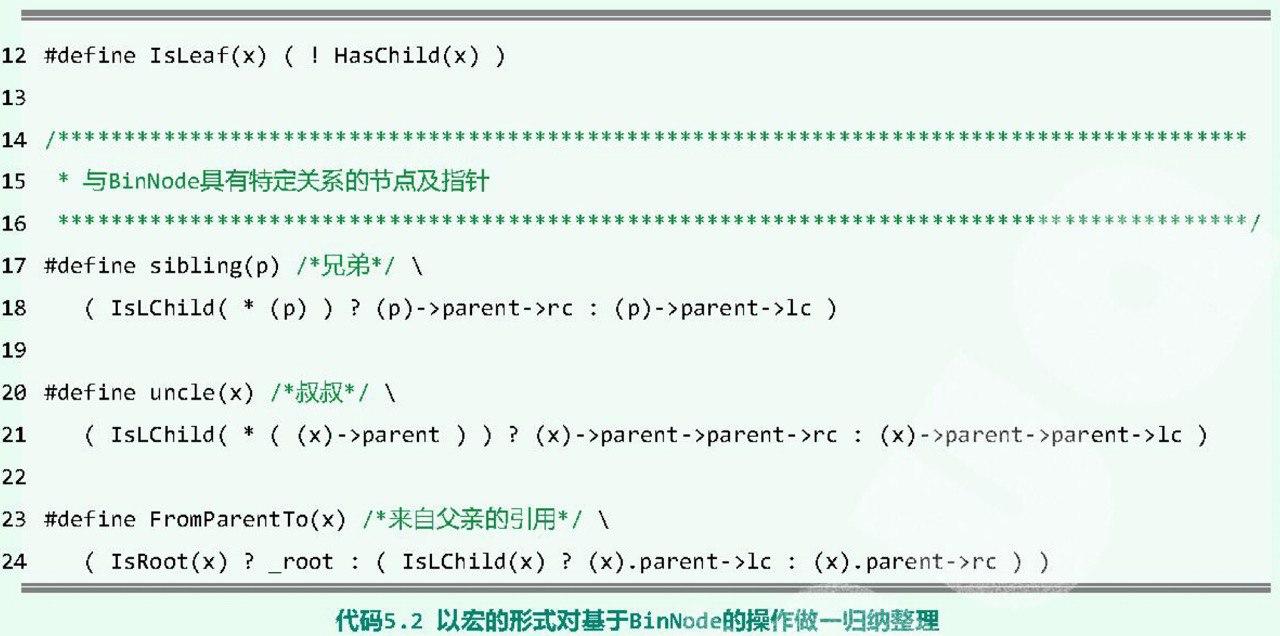 12 #define IsLeaf(x) ( ! HasChild(x) )
13
14 /******************************************************************************************
15  * 与BinNode具有特定关系的节点及指针
16  ******************************************************************************************/
17 #define sibling(p) /*兄弟*/ \
18    ( IsLChild( * (p) ) ? (p)->parent->rc : (p)->parent->lc )
19
20 #define uncle(x) /*叔叔*/ \
21    ( IsLChild( * ( (x)->parent ) ) ? (x)->parent->parent->rc : (x)->parent->parent->lc )
22
23 #define FromParentTo(x) /*来自父亲的引用*/ \
24    ( IsRoot(x) ? _root : ( IsLChild(x) ? (x).parent->lc : (x).parent->rc ) )
代码5.2 以宏的形式对基于BinNode的操作做一归纳整理